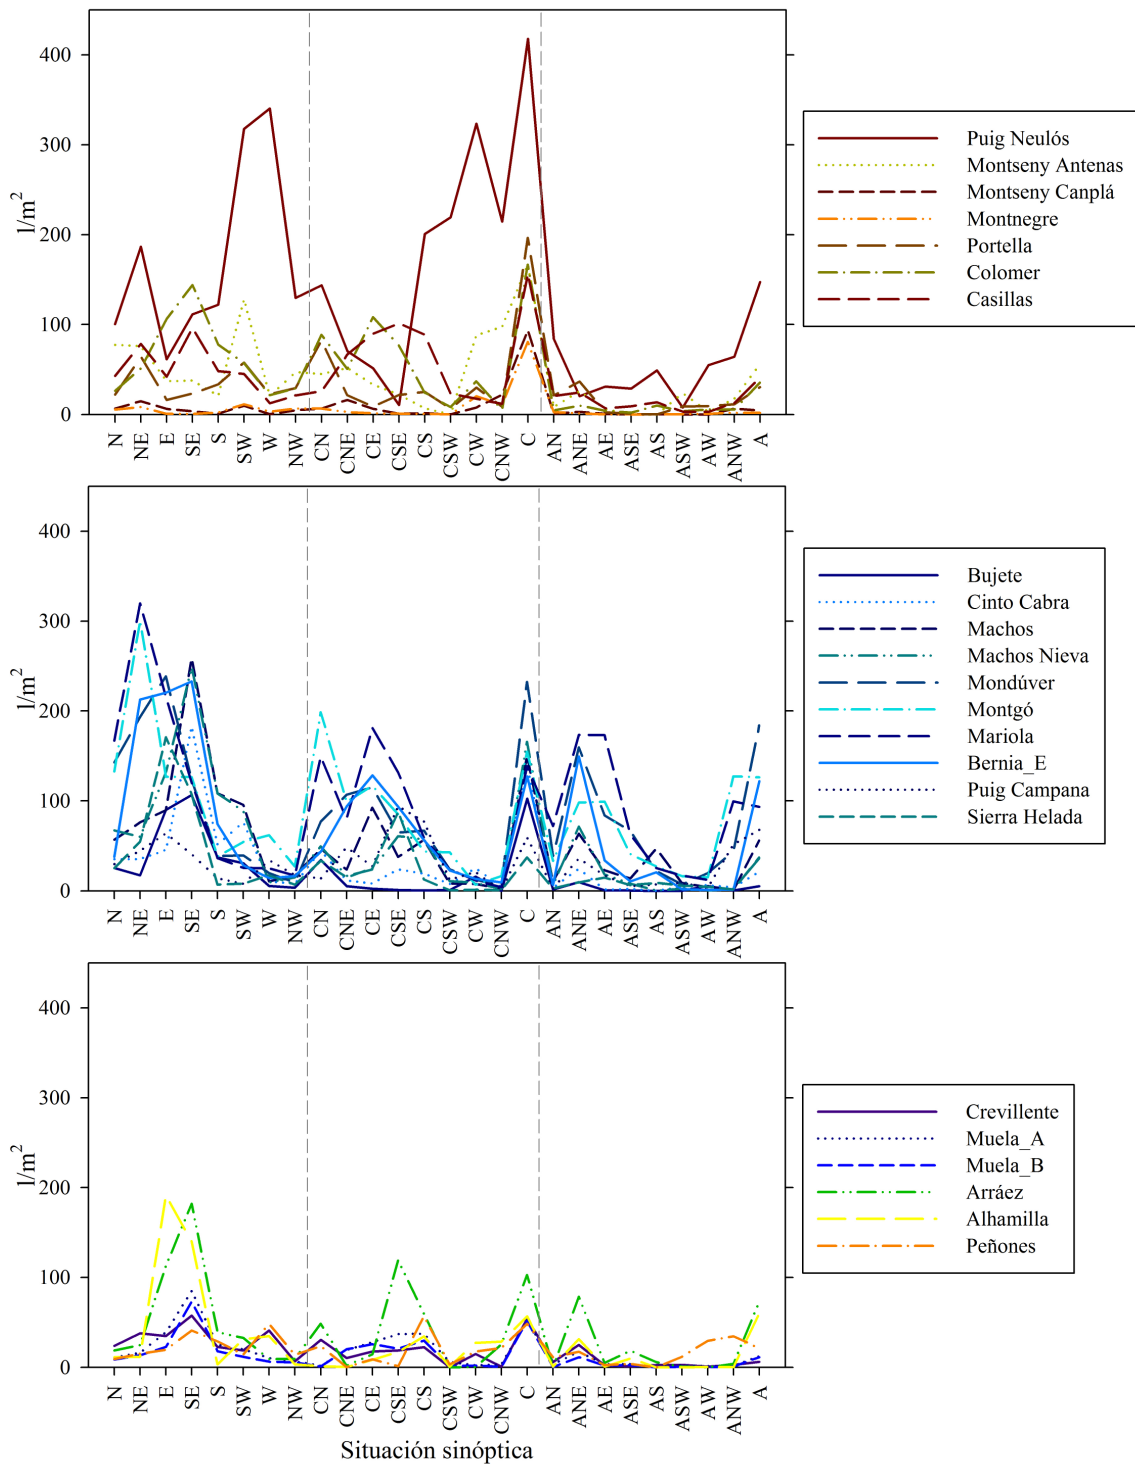 400
300
200
100
0
l/m2
N NE E SE S SW W NW CN CNE CE CSE CS CSW CW CNW C AN ANE AE ASE AS ASW AW ANW A
Puig Neulós
Montseny Antenas
Montseny Canplá
Montnegre
Portella
Colomer
Casillas
400
300
200
100
0
l/m2
N NE E SE S SW W NW CN CNE CE CSE CS CSW CW CNW C AN ANE AE ASE AS ASW AW ANW A
Bujete
Cinto Cabra
Machos
Machos Nieva
Mondúver
Montgó
Mariola
Bernia_E
Puig Campana
Sierra Helada
400
300
200
100
0
l/m2
N NE E SE S SW W NW CN CNE CE CSE CS CSW CW CNW C AN ANE AE ASE AS ASW AW ANW A
Situación sinóptica
Crevillente
Muela_A
Muela_B
Arráez
Alhamilla
Peñones